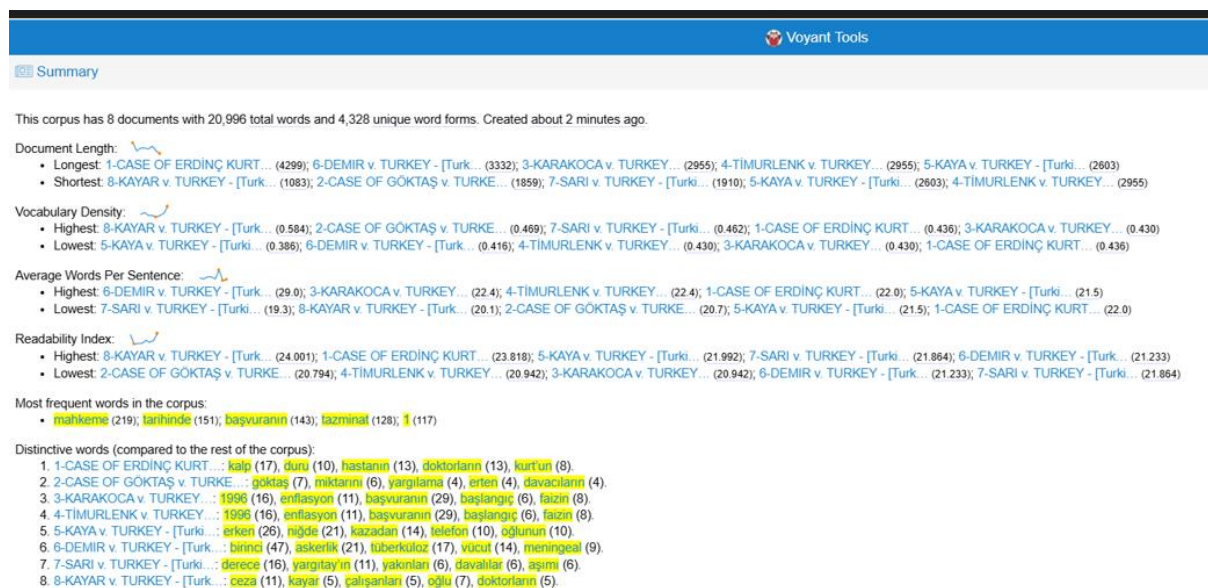 Voyant Tools
Summary
This corpus has 8 documents with 20,996 total words and 4,328 unique word forms. Created about 2 minutes ago.
Document Length:
• Longest: 1-CASE OF ERDİNÇ KURT… (4299); 6-DEMIR v. TURKEY - [Turk… (3332); 3-KARAKOCA v. TURKEY… (2955); 4-TİMURLENK v. TURKEY… (2955); 5-KAYA v. TURKEY - [Turki… (2603)
• Shortest: 8-KAYAR v. TURKEY - [Turk… (1083); 2-CASE OF GÖKTAŞ v. TURKE… (1859); 7-SARI v. TURKEY - [Turki… (1910); 5-KAYA v. TURKEY - [Turki… (2603); 4-TİMURLENK v. TURKEY… (2955)
Vocabulary Density:
• Highest: 8-KAYAR v. TURKEY - [Turk… (0.584); 2-CASE OF GÖKTAŞ v. TURKE… (0.469); 7-SARI v. TURKEY - [Turki… (0.462); 1-CASE OF ERDİNÇ KURT… (0.436); 3-KARAKOCA v. TURKEY… (0.430)
• Lowest: 5-KAYA v. TURKEY - [Turki… (0.386); 6-DEMIR v. TURKEY - [Turk… (0.416); 4-TİMURLENK v. TURKEY… (0.430); 3-KARAKOCA v. TURKEY… (0.430); 1-CASE OF ERDİNÇ KURT… (0.436)
Average Words Per Sentence:
• Highest: 6-DEMIR v. TURKEY - [Turk… (29.0); 3-KARAKOCA v. TURKEY… (22.4); 4-TİMURLENK v. TURKEY… (22.4); 1-CASE OF ERDİNÇ KURT… (22.0); 5-KAYA v. TURKEY - [Turki… (21.5)
• Lowest: 7-SARI v. TURKEY - [Turki… (19.3); 8-KAYAR v. TURKEY - [Turk… (20.1); 2-CASE OF GÖKTAŞ v. TURKE… (20.7); 5-KAYA v. TURKEY - [Turki… (21.5); 1-CASE OF ERDİNÇ KURT… (22.0)
Readability Index:
• Highest: 8-KAYAR v. TURKEY - [Turk… (24.001); 1-CASE OF ERDİNÇ KURT… (23.818); 5-KAYA v. TURKEY - [Turki… (21.992); 7-SARI v. TURKEY - [Turki… (21.864); 6-DEMIR v. TURKEY - [Turk… (21.233)
• Lowest: 2-CASE OF GÖKTAŞ v. TURKE… (20.794); 4-TİMURLENK v. TURKEY… (20.942); 3-KARAKOCA v. TURKEY… (20.942); 6-DEMIR v. TURKEY - [Turk… (21.233); 7-SARI v. TURKEY - [Turki… (21.864)
Most frequent words in the corpus:
• mahkeme (219); tarihinde (151); başvuranın (143); tazminat (128); 1 (117)
Distinctive words (compared to the rest of the corpus):
1. 1-CASE OF ERDİNÇ KURT…: kalp (17), duru (10), hastanın (13), doktorların (13), kurt'un (8).
2. 2-CASE OF GÖKTAŞ v. TURKE…: göktaş (7), miktarını (6), yargılama (4), erten (4), davacıların (4).
3. 3-KARAKOCA v. TURKEY…: 1996 (16), enflasyon (11), başvuranın (29), başlangıç (6), faizin (8).
4. 4-TİMURLENK v. TURKEY…: 1996 (16), enflasyon (11), başvuranın (29), başlangıç (6), faizin (8).
5. 5-KAYA v. TURKEY - [Turki…: erken (26), niğde (21), kazadan (14), telefon (10), oğlunun (10).
6. 6-DEMIR v. TURKEY - [Turk…: birinci (47), askerlik (21), tüberküloz (17), vücut (14), meningeal (9).
7. 7-SARI v. TURKEY - [Turki…: derece (16), yargıtay'ın (11), yakınları (6), davalılar (6), aşımı (6).
8. 8-KAYAR v. TURKEY - [Turk…: ceza (11), kayar (5), çalışanları (5), oğlu (7), doktorların (5).